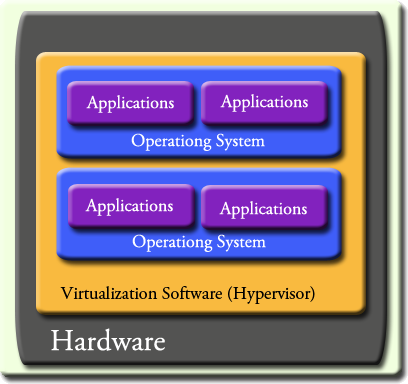 Applications Applications
Operationg System
Applications Applications
Operationg System
Virtualization Software (Hypervisor)
Hardware